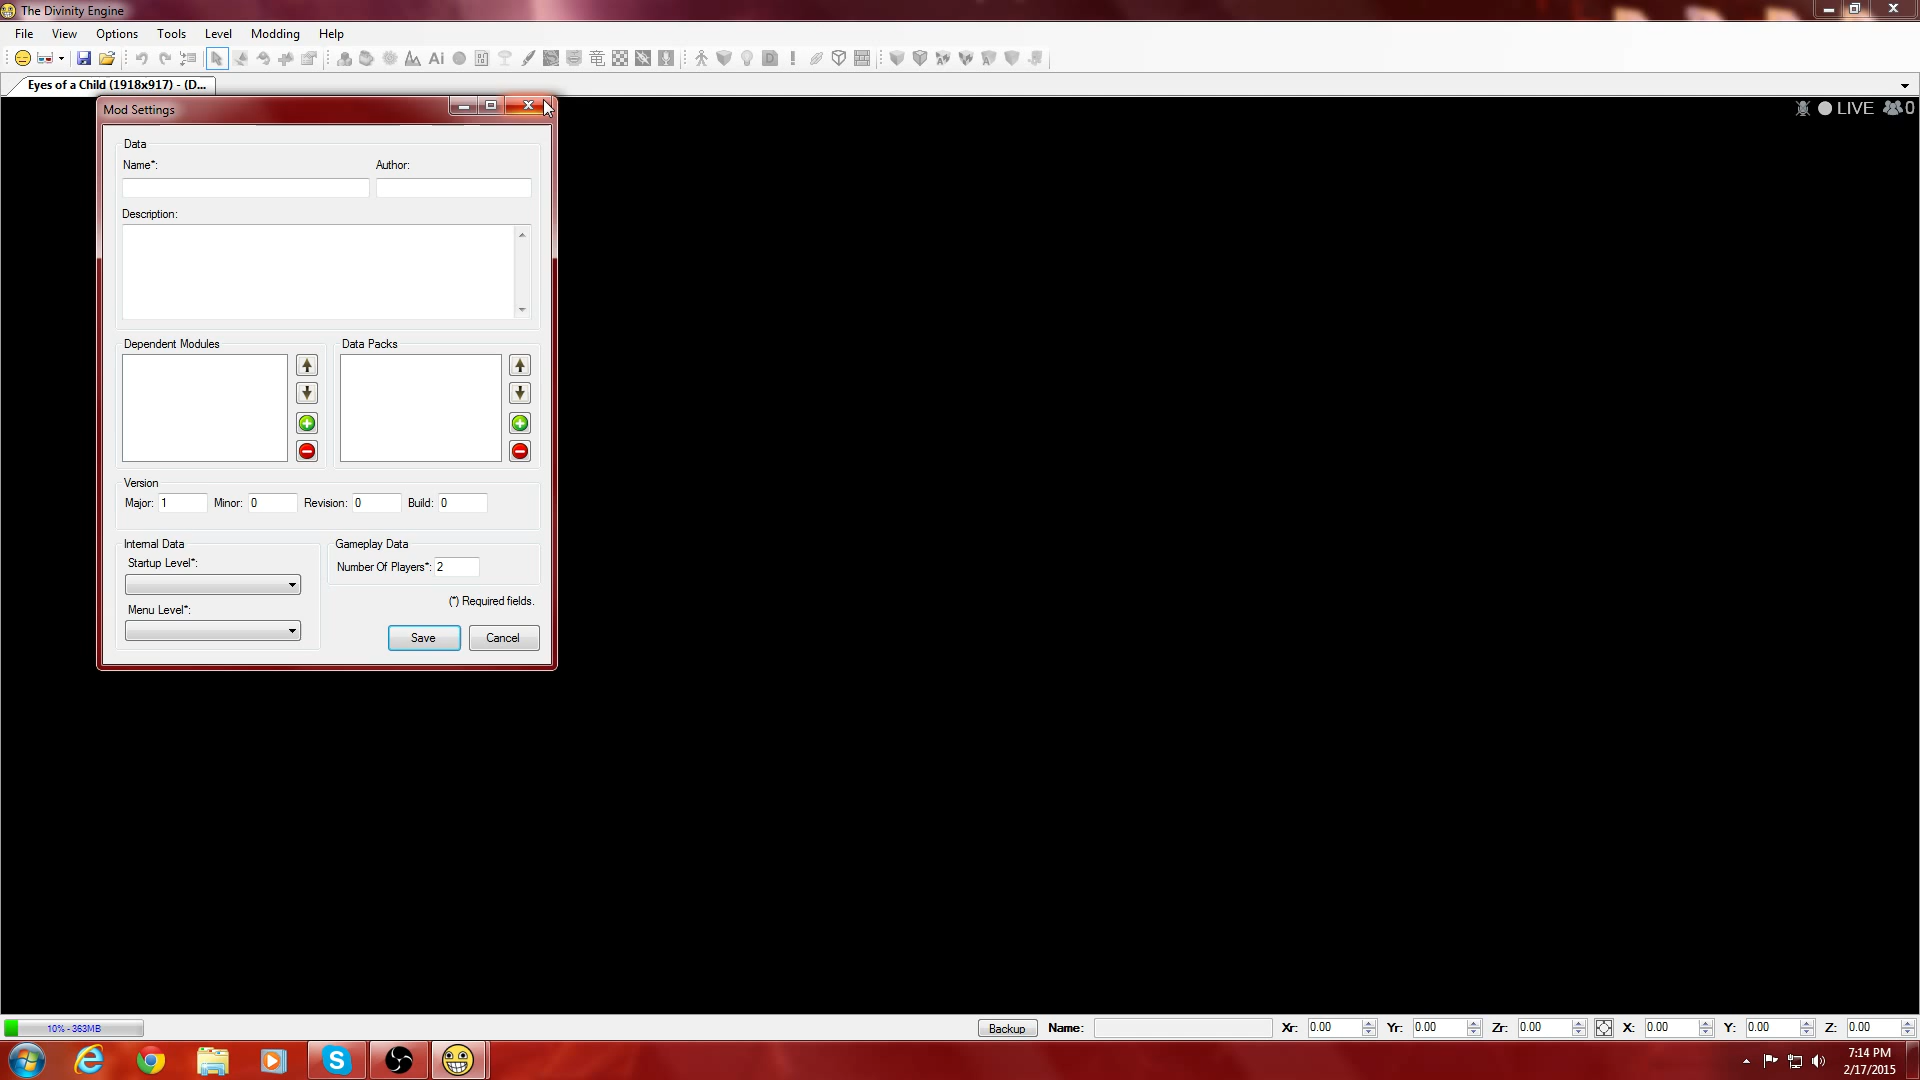 The Divinity Engine
File View Options Tools Level Modding Help
Ai
Eyes of a Child (1918x917) - (D...
LIVE 0
Mod Settings
Data
Name*: Author:
Description:
Dependent Modules Data Packs
Version
Major: 1 Minor: 0 Revision: 0 Build: 0
Internal Data Gameplay Data
Startup Level*: Number Of Players*: 2
(*) Required fields.
Menu Level*:
Save Cancel
10% - 363MB Backup Name: Xr: 0.00 Yr: 0.00 Zr: 0.00 X: 0.00 Y: 0.00 Z: 0.00
7:14 PM
2/17/2015